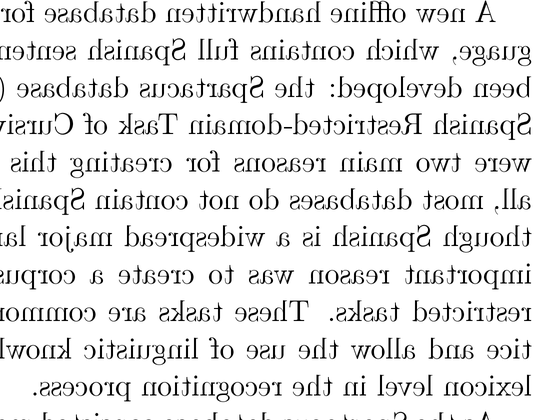 A new offline handwritten database for
guage, which contains full Spanish senten
been developed: the Spartacus database (
Spanish Restricted-domain Task of Cursiv
were two main reasons for creating this
all, most databases do not contain Spanis
though Spanish is a widespread major lan
important reason was to create a corpus
restricted tasks. These tasks are common
tice and allow the use of linguistic knowl
lexicon level in the recognition process.